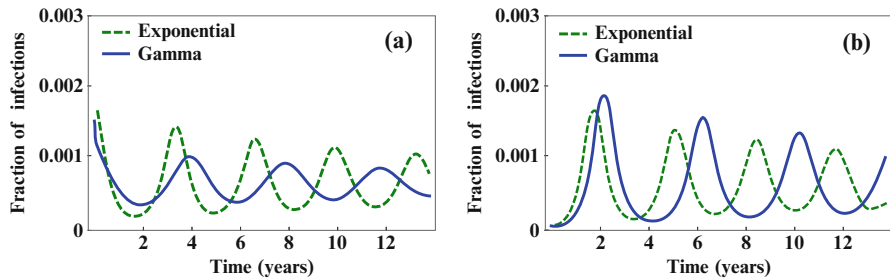 0.003
0.002
0.001
0
Fraction of infections
Exponential
Gamma
(a)
2 4 6 8 10 12
Time (years)
0.003
0.002
0.001
0
Fraction of infections
Exponential
Gamma
(b)
2 4 6 8 10 12
Time (years)